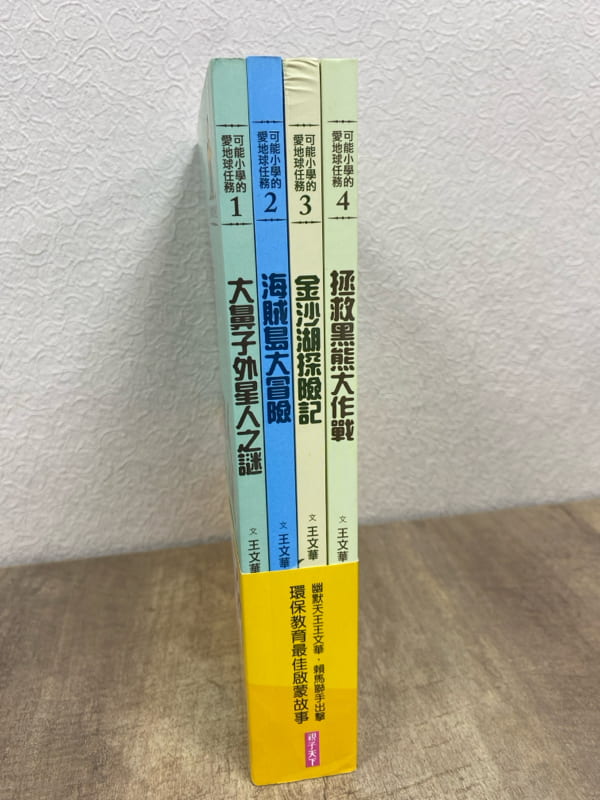 可能小學的
愛地球任務
1
大鼻子外星人之謎
文 王文華
可能小學的
愛地球任務
2
海賊島大冒險
文 王文華
可能小學的
愛地球任務
3
金沙湖探險記
文 王文華
可能小學的
愛地球任務
4
拯救黑熊大作戰
文 王文華
幽默天王王文華，賴馬聯手出擊
環保教育最佳啟蒙故事
親子天下